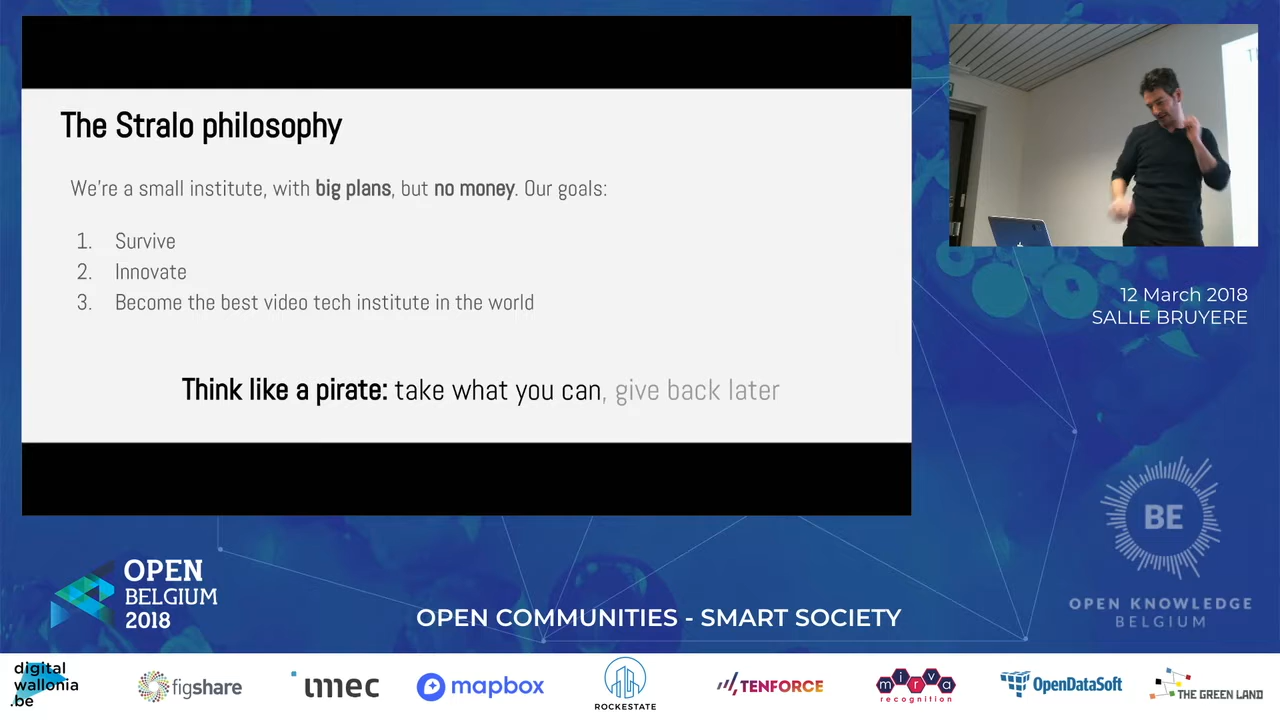 The Stralo philosophy
We're a small institute, with big plans, but no money. Our goals:
1. Survive
2. Innovate
3. Become the best video tech institute in the world
Think like a pirate: take what you can, give back later
12 March 2018
SALLE BRUYERE
BE
OPEN KNOWLEDGE
BELGIUM
OPEN
BELGIUM
2018
OPEN COMMUNITIES - SMART SOCIETY
digital
wallonia
.be
figshare
imec
mapbox
ROCKESTATE
TENFORCE
mirva
recognition
OpenDataSoft
THE GREEN LAND